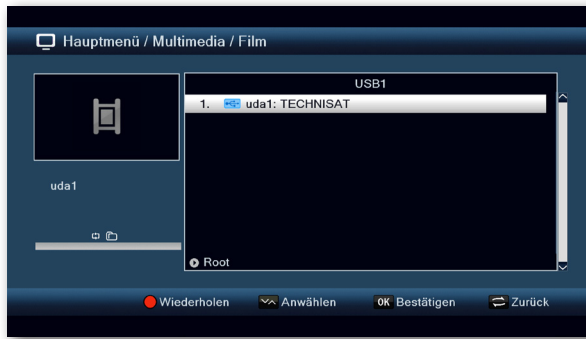 Hauptmenü / Multimedia / Film
USB1
1. uda1: TECHNISAT
uda1
Root
Wiederholen Anwählen OK Bestätigen Zurück